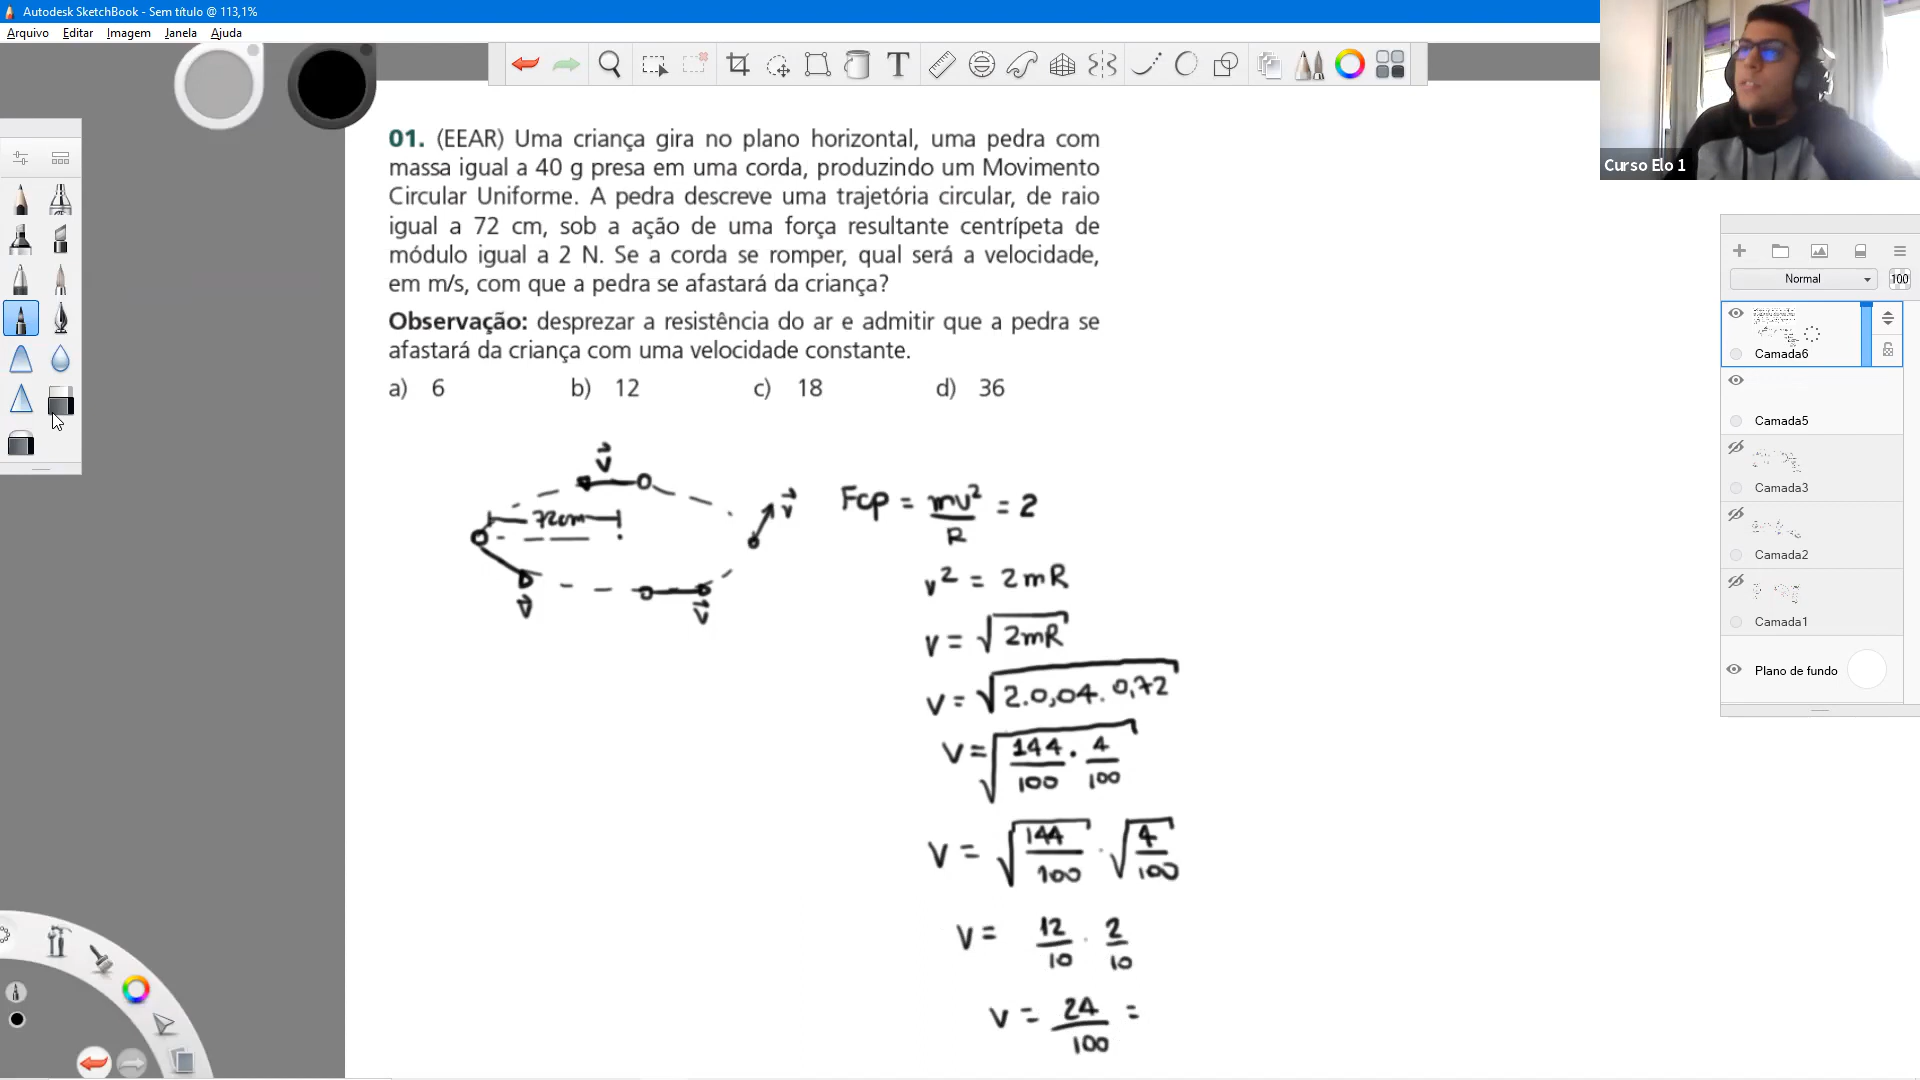 Autodesk SketchBook - Sem título @ 113,1%
Arquivo Editar Imagem Janela Ajuda
T
Curso Elo 1
01. (EEAR) Uma criança gira no plano horizontal, uma pedra com
massa igual a 40 g presa em uma corda, produzindo um Movimento
Circular Uniforme. A pedra descreve uma trajetória circular, de raio
igual a 72 cm, sob a ação de uma força resultante centrípeta de
módulo igual a 2 N. Se a corda se romper, qual será a velocidade,
em m/s, com que a pedra se afastará da criança?
Observação: desprezar a resistência do ar e admitir que a pedra se
afastará da criança com uma velocidade constante.
a) 6 b) 12 c) 18 d) 36
v⃗
72cm
v⃗
v⃗
v⃗
Fcp = mv²/R = 2
v² = 2mR
v = √2mR
v = √2.0,04.0,72
v = √144/100 . 4/100
v = √144/100 . √4/100
v = 12/10 . 2/10
v = 24/100 =
Normal 100
Camada6
Camada5
Camada3
Camada2
Camada1
Plano de fundo